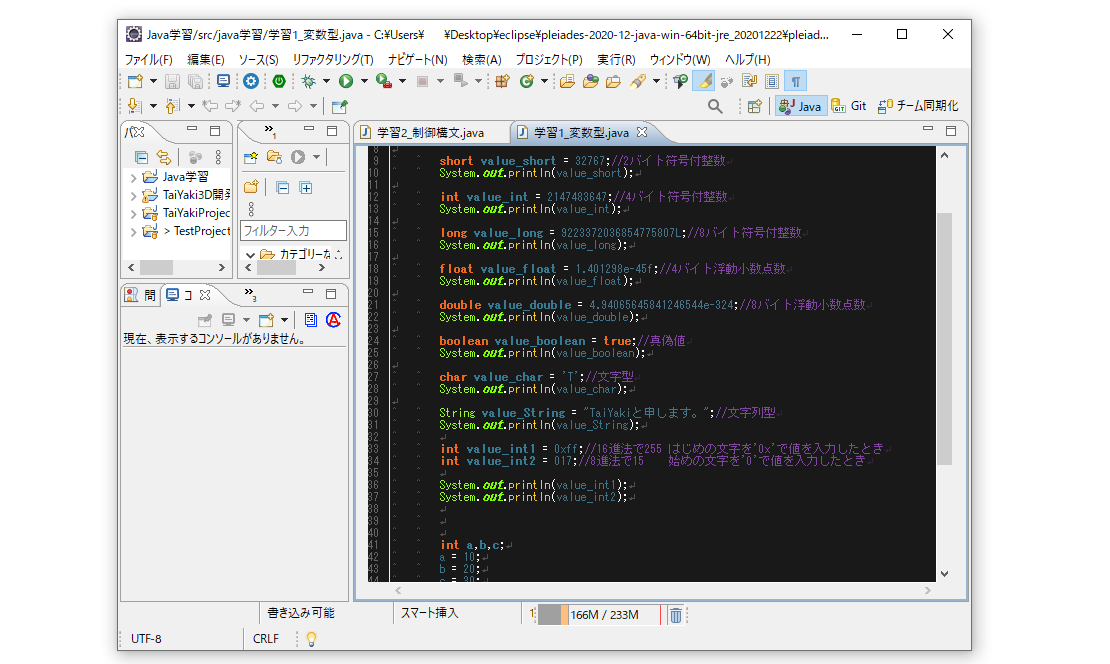 Java学習/src/java学習/学習1_変数型.java - C:¥Users¥ ¥Desktop¥eclipse¥pleiades-2020-12-java-win-64bit-jre_20201222¥pleiad...
ファイル(F) 編集(E) ソース(S) リファクタリング(T) ナビゲート(N) 検索(A) プロジェクト(P) 実行(R) ウィンドウ(W) ヘルプ(H)
Java Git チーム同期化
学習2_制御構文.java 学習1_変数型.java
Java学習
TaiYaki3D開発
TaiYakiProjec
> TestProject
フィルター入力
カテゴリーな
問 コ
現在、表示するコンソールがありません。
8
9 short value_short = 32767;//2バイト符号付整数
10 System.out.println(value_short);
11
12 int value_int = 2147483647;//4バイト符号付整数
13 System.out.println(value_int);
14
15 long value_long = 9223372036854775807L;//8バイト符号付整数
16 System.out.println(value_long);
17
18 float value_float = 1.401298e-45f;//4バイト浮動小数点数
19 System.out.println(value_float);
20
21 double value_double = 4.94065645841246544e-324;//8バイト浮動小数点数
22 System.out.println(value_double);
23
24 boolean value_boolean = true;//真偽値
25 System.out.println(value_boolean);
26
27 char value_char = 'T';//文字型
28 System.out.println(value_char);
29
30 String value_String = "TaiYakiと申します。";//文字列型
31 System.out.println(value_String);
32
33 int value_int1 = 0xff;//16進法で255 はじめの文字を'0x'で値を入力したとき
34 int value_int2 = 017;//8進法で15 始めの文字を'0'で値を入力したとき
35
36 System.out.println(value_int1);
37 System.out.println(value_int2);
38
39
40
41 int a,b,c;
42 a = 10;
43 b = 20;
44 c = 30;
書き込み可能 スマート挿入 166M / 233M
UTF-8 CRLF